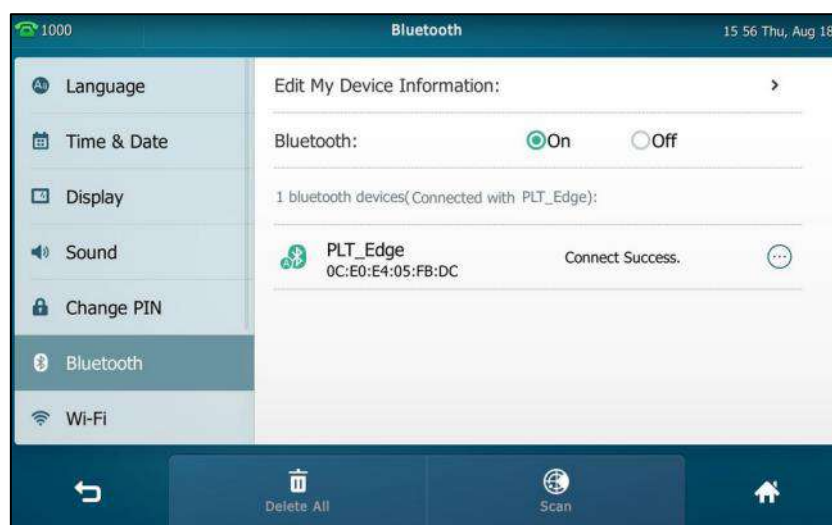 1000
Bluetooth
15 56 Thu, Aug 18
Language
Time & Date
Display
Sound
Change PIN
Bluetooth
Wi-Fi
Edit My Device Information:
Bluetooth: On Off
1 bluetooth devices(Connected with PLT_Edge):
PLT_Edge
0C:E0:E4:05:FB:DC
Connect Success.
Delete All
Scan